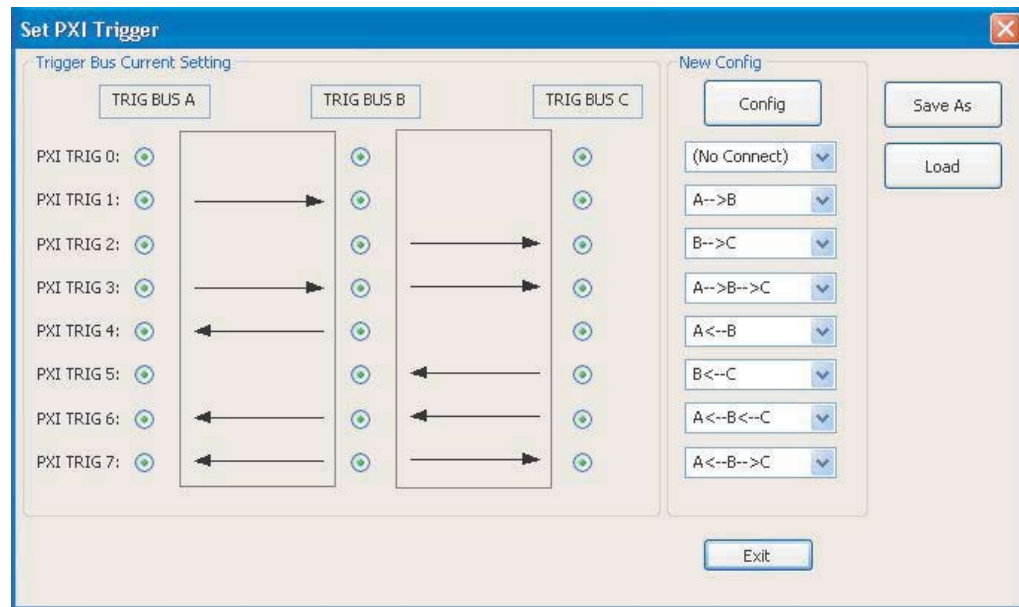 Set PXI Trigger
Trigger Bus Current Setting
New Config
TRIG BUS A
TRIG BUS B
TRIG BUS C
Config
Save As
PXI TRIG 0:
(No Connect)
Load
PXI TRIG 1:
A-->B
PXI TRIG 2:
B-->C
PXI TRIG 3:
A-->B-->C
PXI TRIG 4:
A<--B
PXI TRIG 5:
B<--C
PXI TRIG 6:
A<--B<--C
PXI TRIG 7:
A<--B-->C
Exit